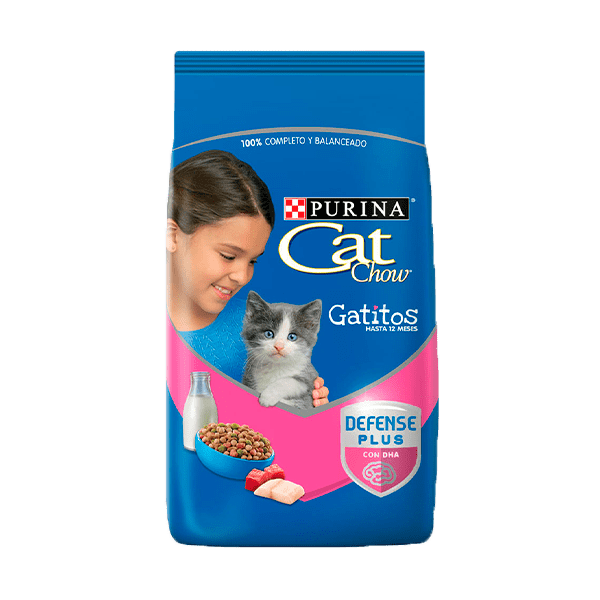 100% COMPLETO Y BALANCEADO
PURINA®
Cat
Chow®
Gatitos
HASTA 12 MESES
DEFENSE
PLUS
CON DHA